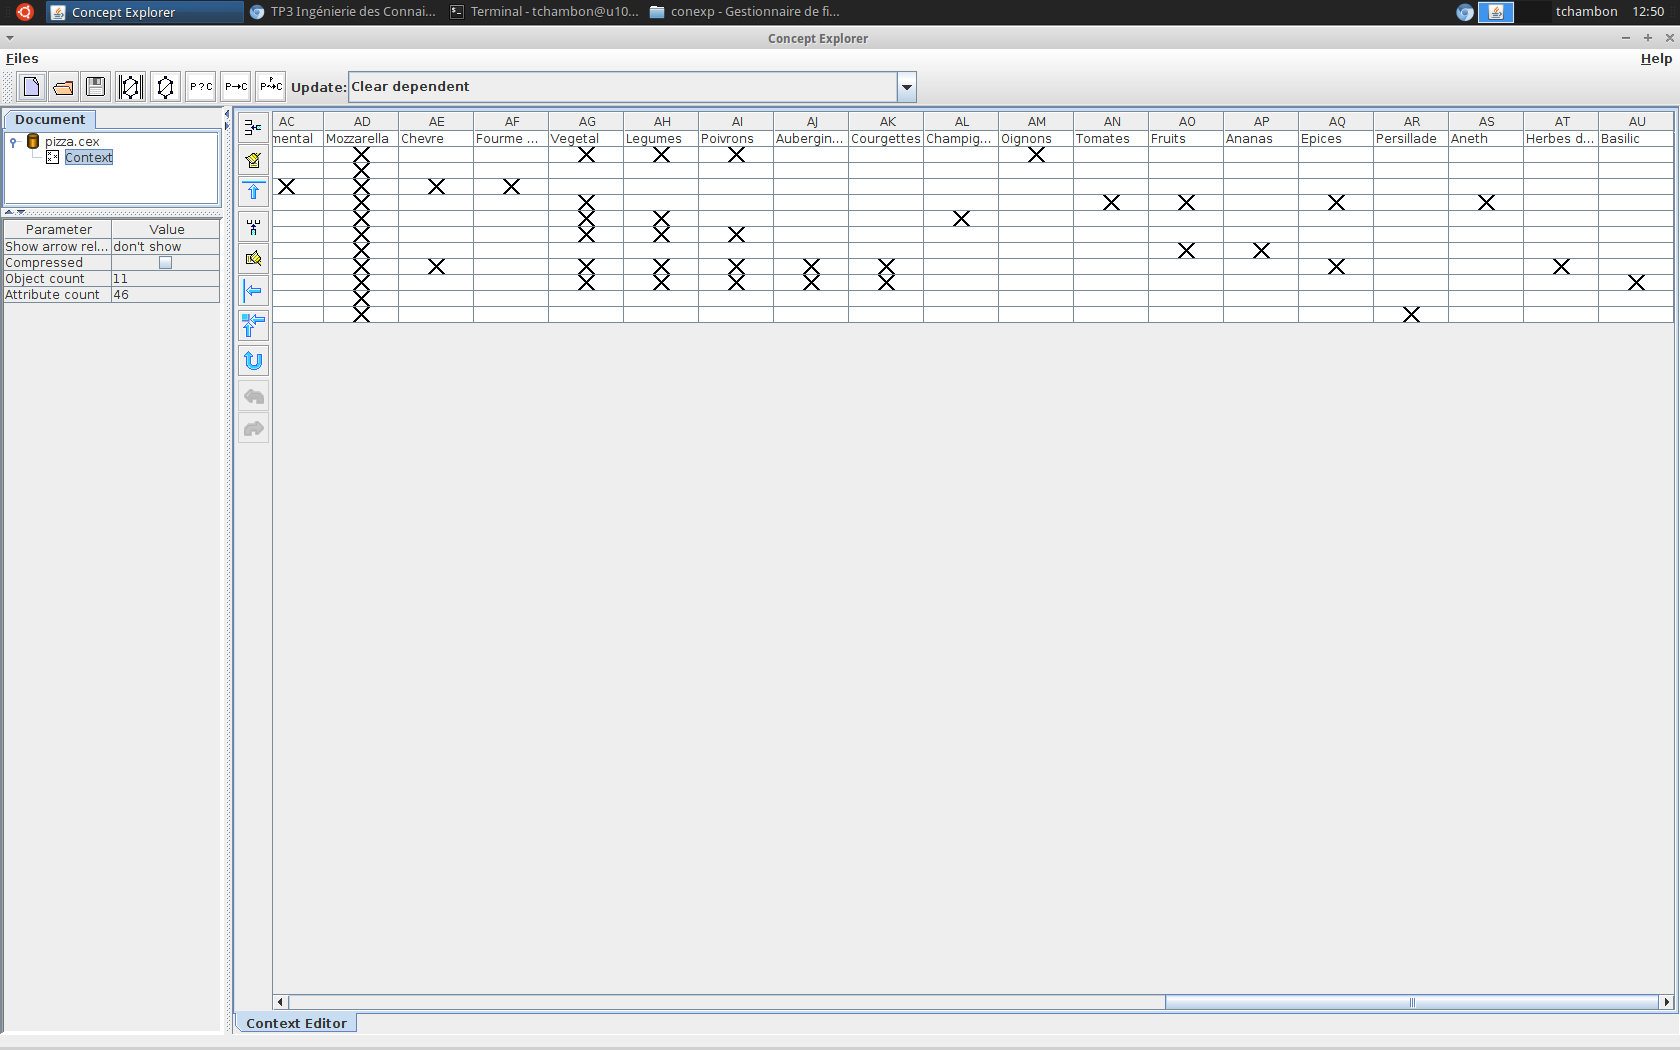 Concept Explorer TP3 Ingénierie des Connai... Terminal - tchambon@u10... conexp - Gestionnaire de fi... tchambon 12:50
Concept Explorer
Files Help
P?C P→C Update: Clear dependent
Document
pizza.cex
Context
Parameter Value
Show arrow rel... don't show
Compressed
Object count 11
Attribute count 46
AC AD AE AF AG AH AI AJ AK AL AM AN AO AP AQ AR AS AT AU
mental Mozzarella Chevre Fourme ... Vegetal Legumes Poivrons Aubergin... Courgettes Champig... Oignons Tomates Fruits Ananas Epices Persillade Aneth Herbes d... Basilic
Context Editor